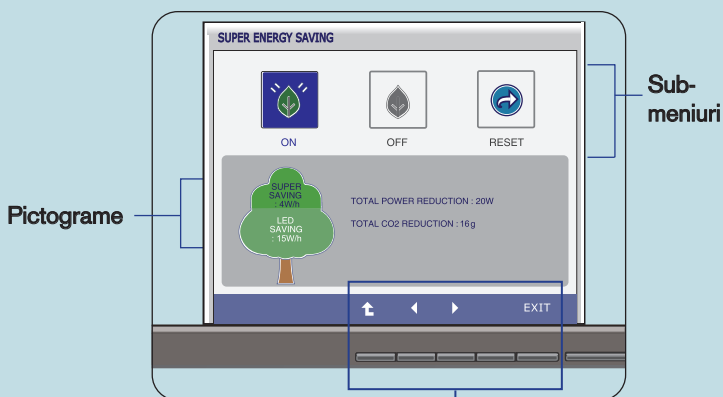 SUPER ENERGY SAVING
ON
OFF
RESET
Sub-
meniuri
Pictograme
SUPER
SAVING
: 4W/h
LED
SAVING
: 15W/h
TOTAL POWER REDUCTION : 20W
TOTAL CO2 REDUCTION : 16g
EXIT